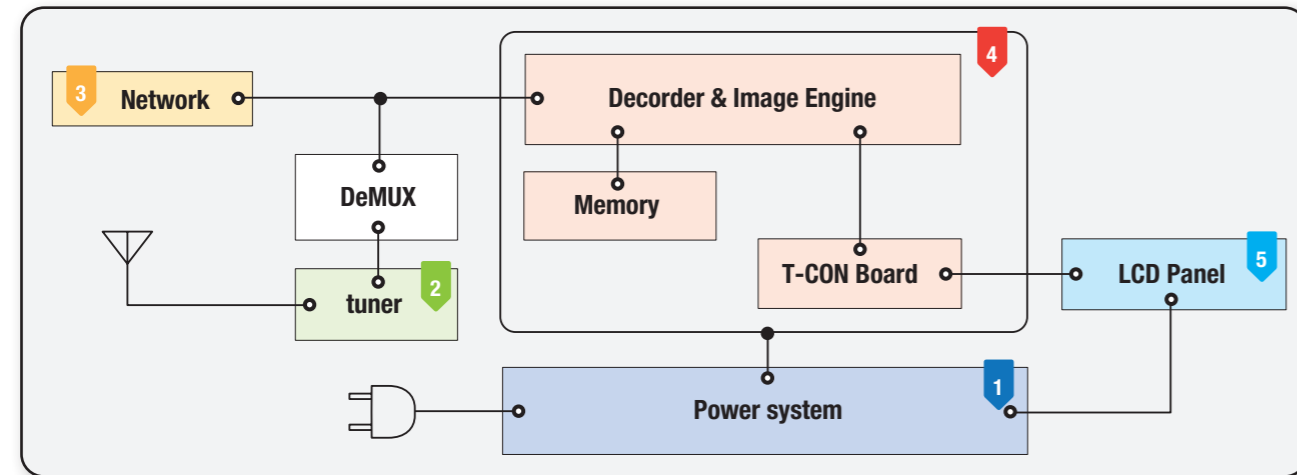 4
3
Network
Decorder & Image Engine
DeMUX
Memory
T-CON Board
LCD Panel
5
tuner
2
Power system
1